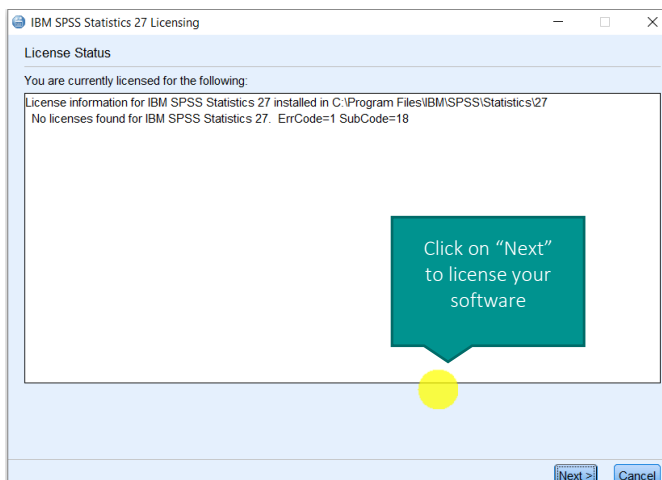 IBM SPSS Statistics 27 Licensing
License Status
You are currently licensed for the following:
License information for IBM SPSS Statistics 27 installed in C:\Program Files\IBM\SPSS\Statistics\27
No licenses found for IBM SPSS Statistics 27. ErrCode=1 SubCode=18
Click on “Next”
to license your
software
Next > Cancel